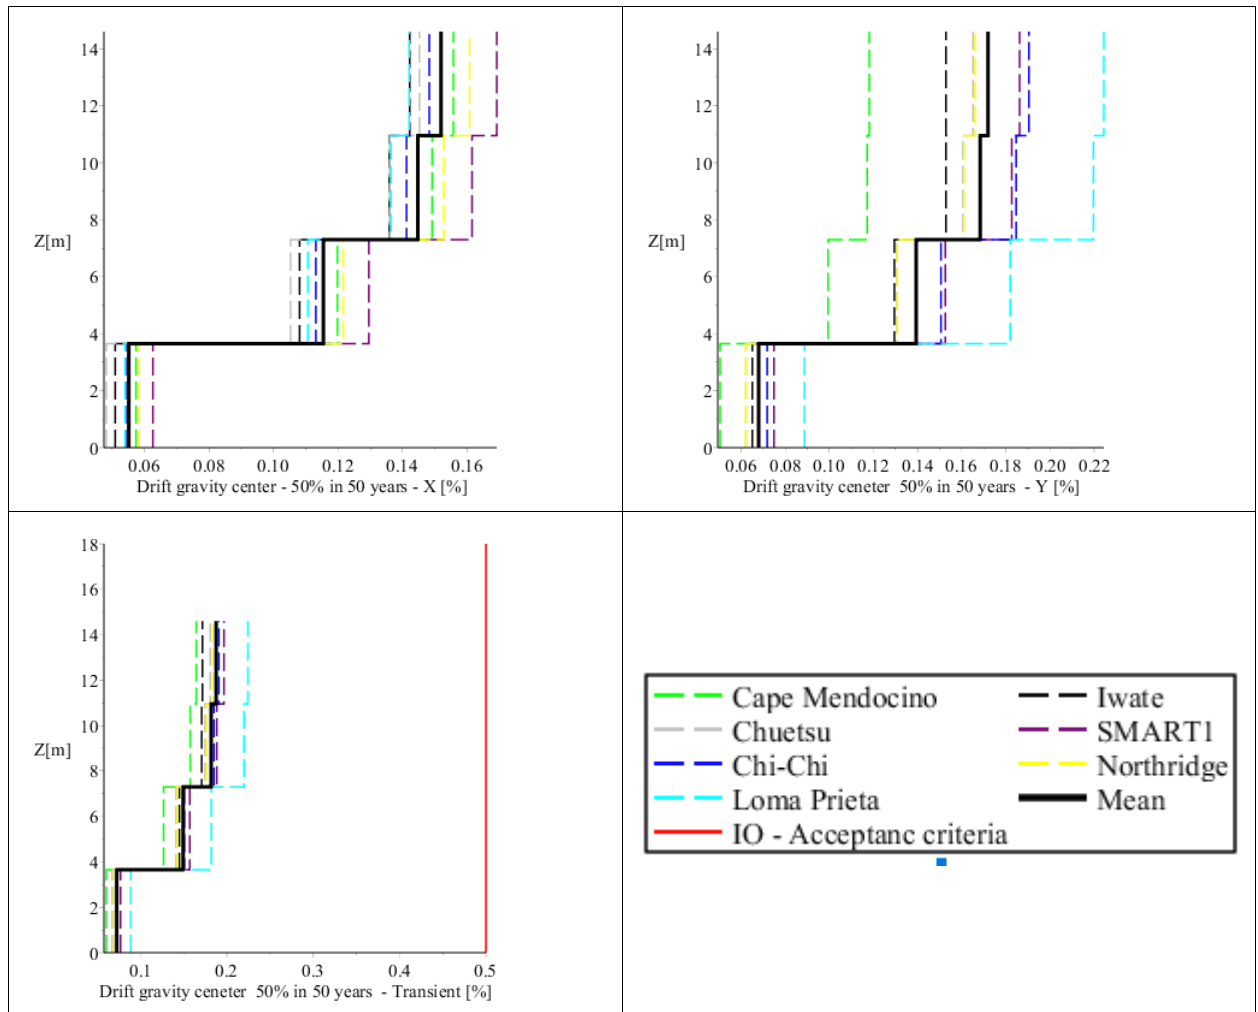 14
12
10
8
Z[m]
6
4
2
0
0.06 0.08 0.10 0.12 0.14 0.16
Drift gravity center - 50% in 50 years - X [%]
14
12
10
8
Z[m]
6
4
2
0
0.06 0.08 0.10 0.12 0.14 0.16 0.18 0.20 0.22
Drift gravity ceneter 50% in 50 years - Y [%]
18
16
14
12
10
Z[m]
8
6
4
2
0
0.1 0.2 0.3 0.4 0.5
Drift gravity ceneter 50% in 50 years - Transient [%]
Cape Mendocino Iwate
Chuetsu SMART1
Chi-Chi Northridge
Loma Prieta Mean
IO - Acceptanc criteria